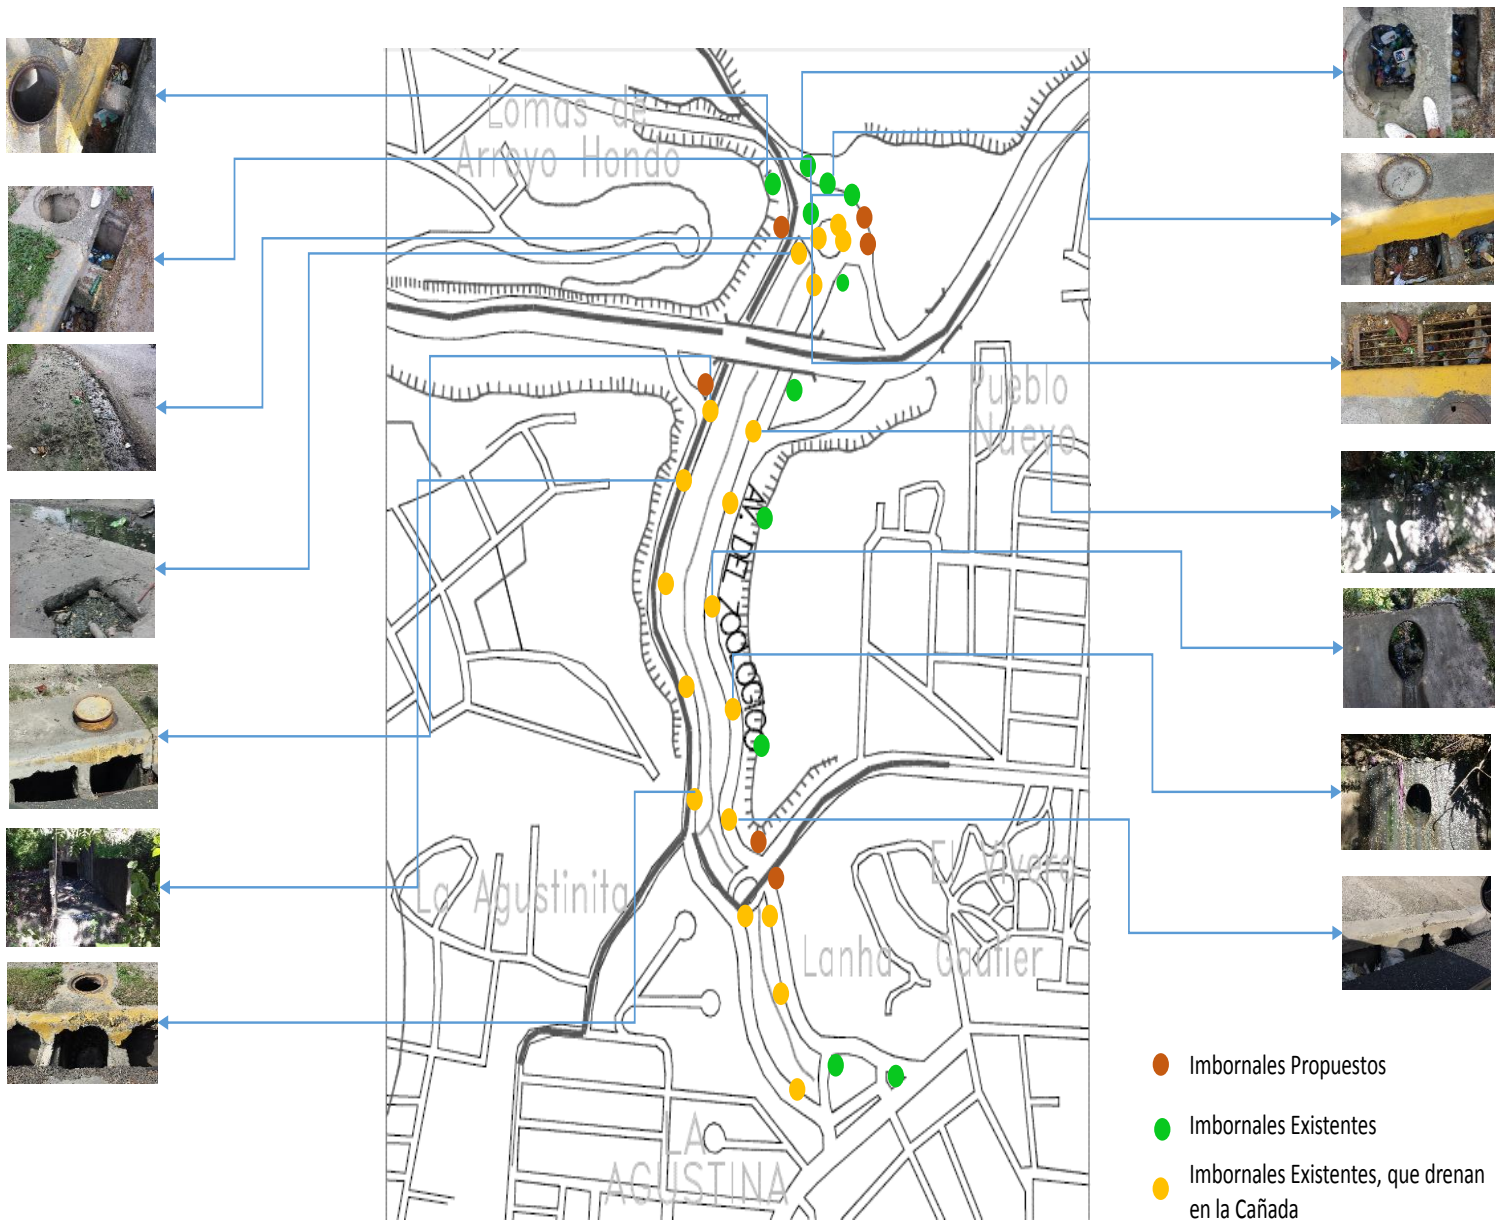 Lomas de
Arroyo Hondo
Pueblo
Nuevo
AV. DEL ZOOLOGICO
La Agustinita
El Vivero
Lanha Gautier
LA
AGUSTINA
Imbornales Propuestos
Imbornales Existentes
Imbornales Existentes, que drenan
en la Cañada